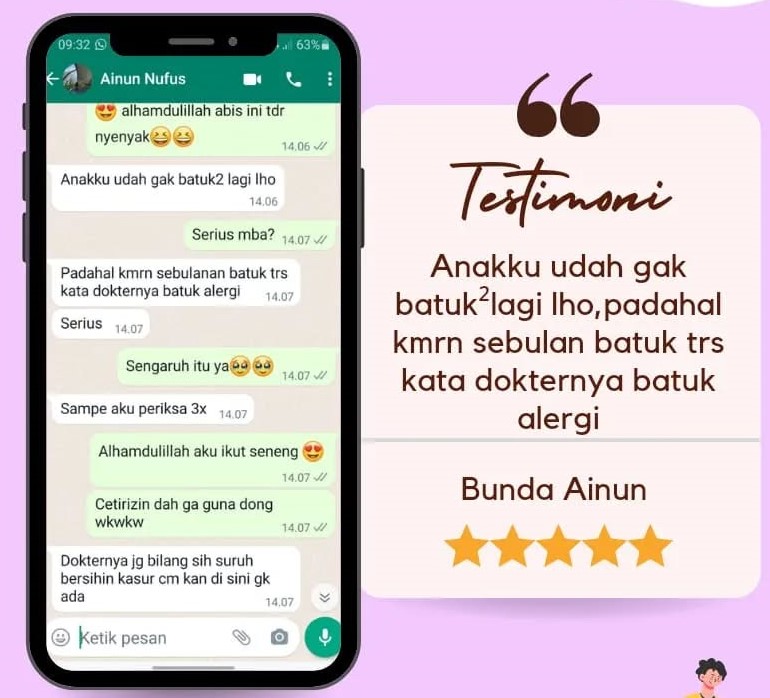 09:32 63%
Ainun Nufus
😍 alhamdulillah abis ini tdr
nyenyak😆😆
14.06
Anakku udah gak batuk2 lagi lho
14.06
Serius mba? 14.07
Padahal kmrn sebulanan batuk trs
kata dokternya batuk alergi 14.07
Serius 14.07
Sengaruh itu ya🥹🥹 14.07
Sampe aku periksa 3x 14.07
Alhamdulillah aku ikut seneng 😍
14.07
Cetirizin dah ga guna dong
wkwkw 14.07
Dokternya jg bilang sih suruh
bersihin kasur cm kan di sini gk
ada 14.07
Ketik pesan
Testimoni
Anakku udah gak
batuk²lagi lho,padahal
kmrn sebulan batuk trs
kata dokternya batuk
alergi
Bunda Ainun